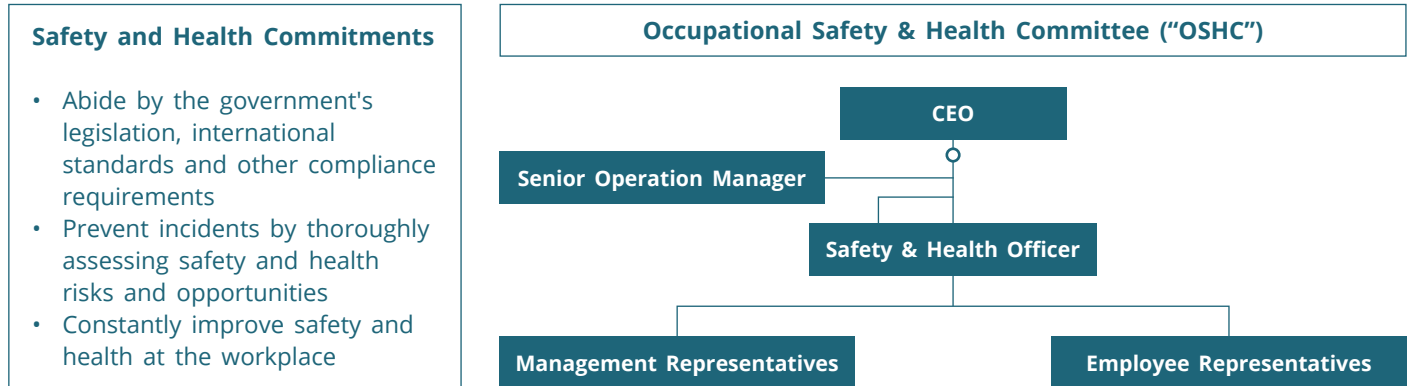 Safety and Health Commitments
• Abide by the government's
legislation, international
standards and other compliance
requirements
• Prevent incidents by thoroughly
assessing safety and health
risks and opportunities
• Constantly improve safety and
health at the workplace
Occupational Safety & Health Committee (“OSHC”)
CEO
Senior Operation Manager
Safety & Health Officer
Management Representatives
Employee Representatives